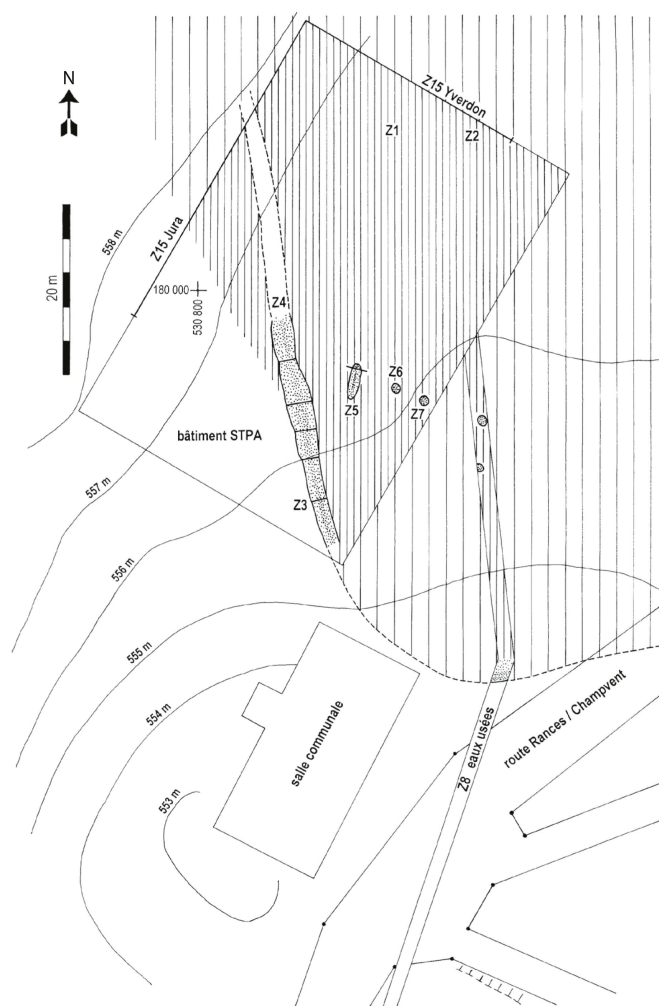 N
Z15 Yverdon
Z1
Z2
558 m
Z15 Jura
20 m
180 000
530 800
Z4
Z6
Z5
Z7
bâtiment STPA
557 m
Z3
556 m
555 m
554 m
salle communale
553 m
Z8 eaux usées
route Rances / Champvent